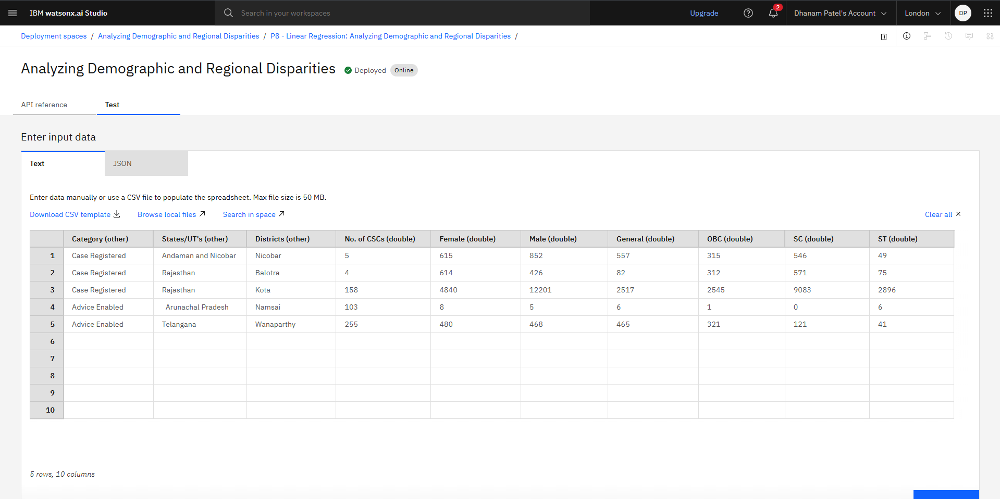 IBM watsonx.ai Studio Search in your workspaces Upgrade 2 Dhanam Patel's Account London DP
Deployment spaces / Analyzing Demographic and Regional Disparities / P8 - Linear Regression: Analyzing Demographic and Regional Disparities /
Analyzing Demographic and Regional Disparities Deployed Online
API reference Test
Enter input data
Text JSON
Enter data manually or use a CSV file to populate the spreadsheet. Max file size is 50 MB.
Download CSV template Browse local files Search in space Clear all
Category (other) States/UT's (other) Districts (other) No. of CSCs (double) Female (double) Male (double) General (double) OBC (double) SC (double) ST (double)
1 Case Registered Andaman and Nicobar Nicobar 5 615 852 557 315 546 49
2 Case Registered Rajasthan Balotra 4 614 426 82 312 571 75
3 Case Registered Rajasthan Kota 158 4840 12201 2517 2545 9083 2896
4 Advice Enabled Arunachal Pradesh Namsai 103 8 5 6 1 0 6
5 Advice Enabled Telangana Wanaparthy 255 480 468 465 321 121 41
6
7
8
9
10
5 rows, 10 columns